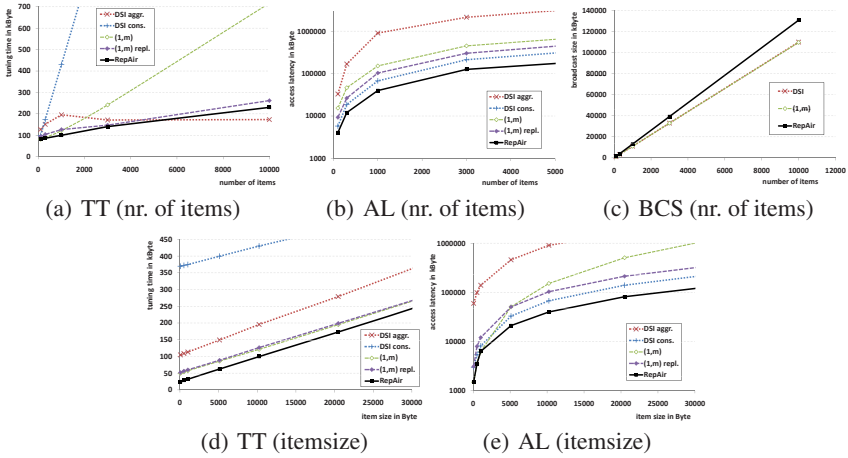 tuning time in kByte
700
600
500
400
300
200
100
0
DSI aggr.
DSI cons.
(1,m)
(1,m) repl.
RepAir
0 2000 4000 6000 8000 10000
number of items
(a) TT (nr. of items)
access latency in kByte
1000000
100000
10000
1000
DSI aggr.
DSI cons.
(1,m)
(1,m) repl.
RepAir
0 1000 2000 3000 4000 5000
number of items
(b) AL (nr. of items)
broadcast size in kByte
140000
120000
100000
80000
60000
40000
20000
0
DSI
(1,m)
RepAir
0 2000 4000 6000 8000 10000 12000
number of items
(c) BCS (nr. of items)
tuning time in kByte
450
400
350
300
250
200
150
100
50
0
DSI aggr.
DSI cons.
(1,m)
(1,m) repl.
RepAir
0 5000 10000 15000 20000 25000 30000
item size in Byte
(d) TT (itemsize)
access latency in kByte
1000000
100000
10000
1000
DSI aggr.
DSI cons.
(1,m)
(1,m) repl.
RepAir
0 5000 10000 15000 20000 25000 30000
item size in Byte
(e) AL (itemsize)